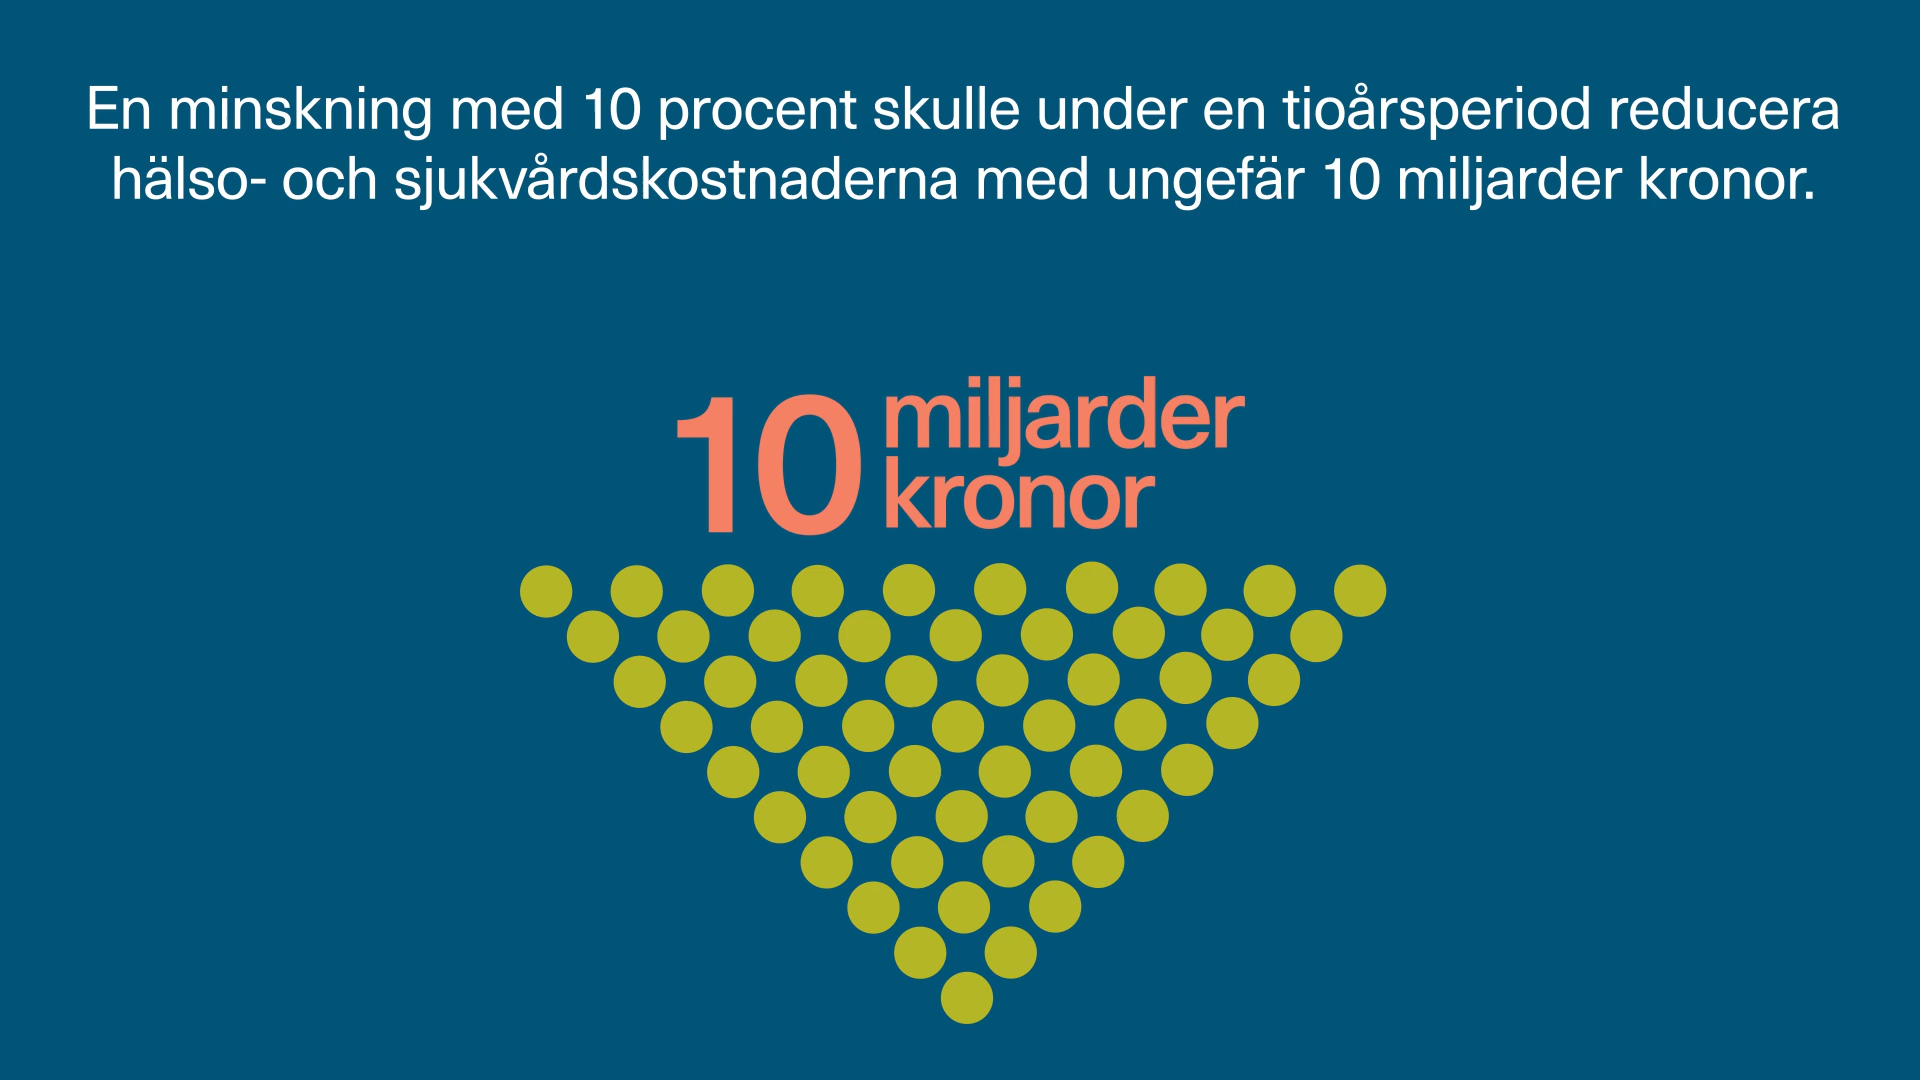 En minskning med 10 procent skulle under en tioårsperiod reducera
hälso- och sjukvårdskostnaderna med ungefär 10 miljarder kronor.
10 miljarder
kronor